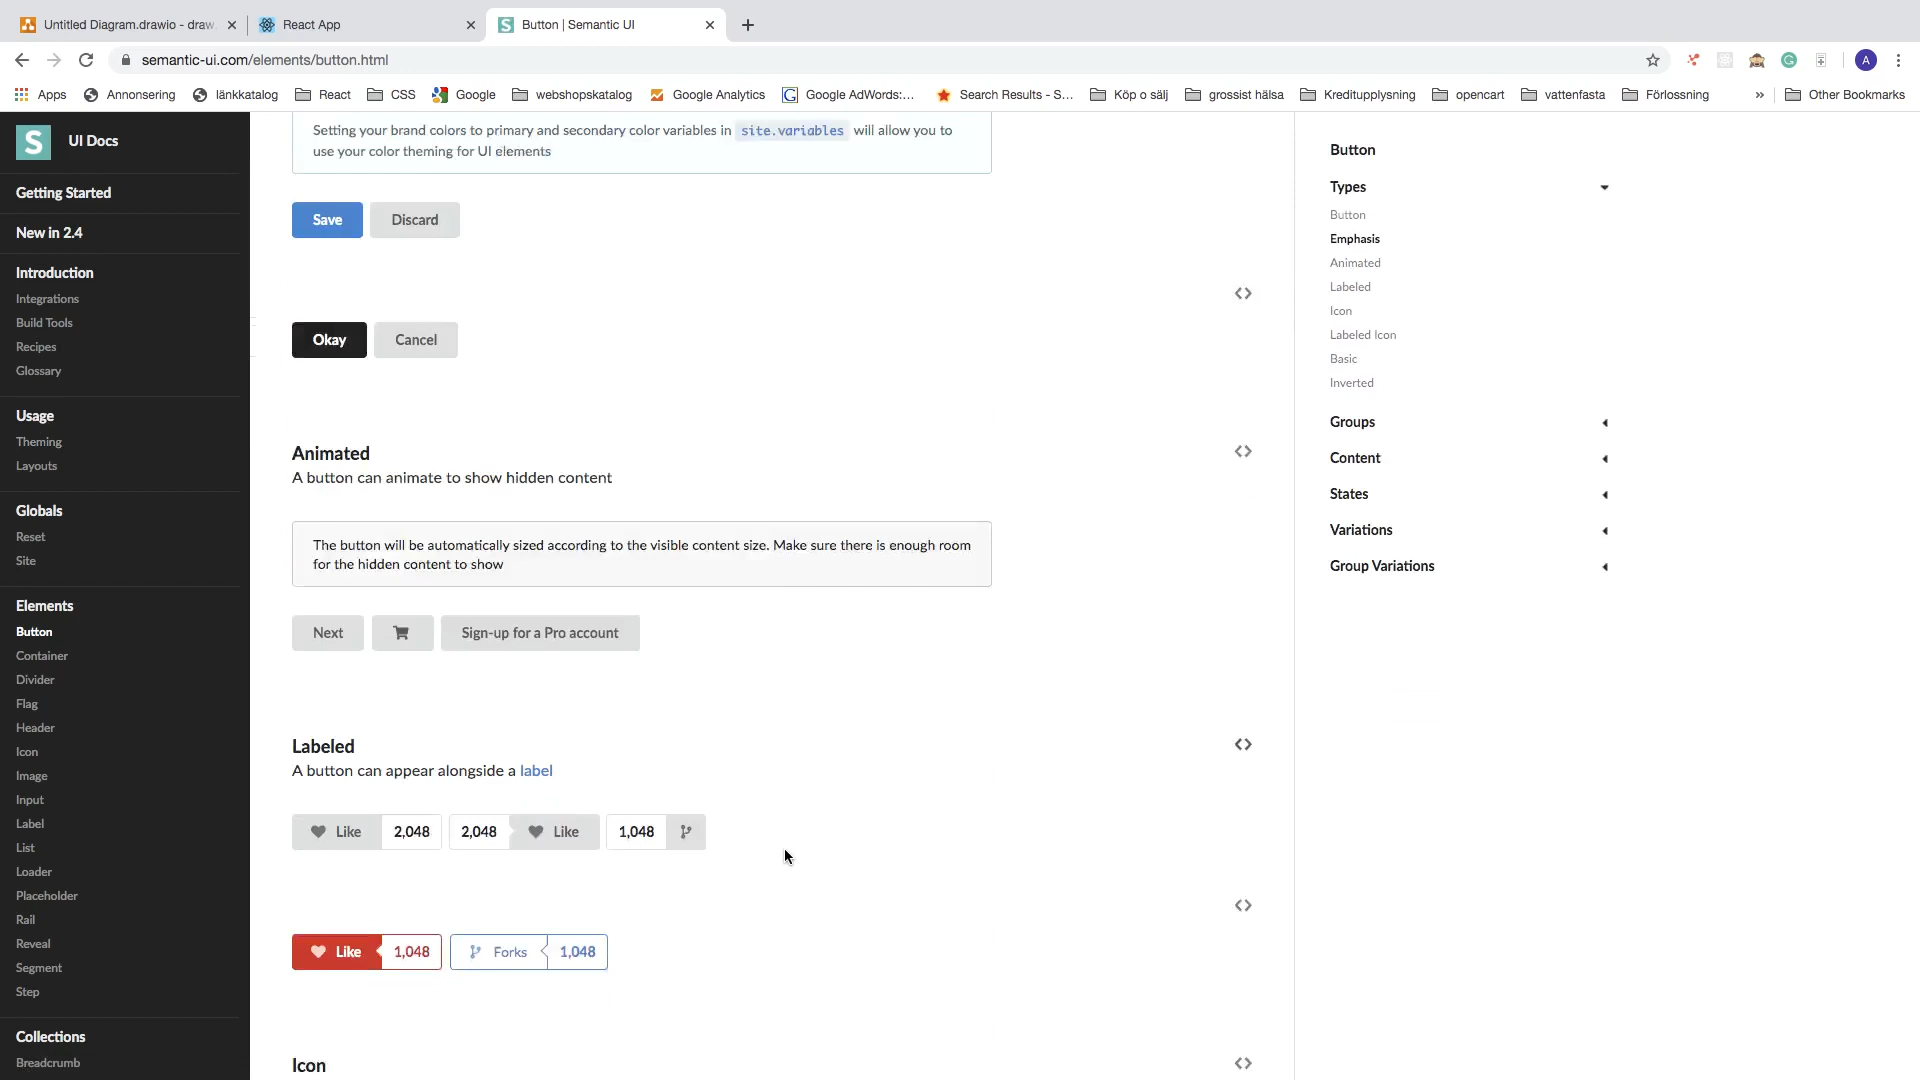 Untitled Diagram.drawio - draw
React App
Button | Semantic UI
semantic-ui.com/elements/button.html
A
Apps
Annonsering
länkkatalog
React
CSS
Google
webshopskatalog
Google Analytics
Google AdWords:...
Search Results - S...
Köp o sälj
grossist hälsa
Kreditupplysning
opencart
vattenfasta
Förlossning
»
Other Bookmarks
S
UI Docs
Getting Started
New in 2.4
Introduction
Integrations
Build Tools
Recipes
Glossary
Usage
Theming
Layouts
Globals
Reset
Site
Elements
Button
Container
Divider
Flag
Header
Icon
Image
Input
Label
List
Loader
Placeholder
Rail
Reveal
Segment
Step
Collections
Breadcrumb
Setting your brand colors to primary and secondary color variables in site.variables will allow you to
use your color theming for UI elements
Save
Discard
Okay
Cancel
Animated
A button can animate to show hidden content
The button will be automatically sized according to the visible content size. Make sure there is enough room
for the hidden content to show
Next
Sign-up for a Pro account
Labeled
A button can appear alongside a label
Like 2,048
2,048 Like
1,048
Like 1,048
Forks 1,048
Icon
Button
Types
Button
Emphasis
Animated
Labeled
Icon
Labeled Icon
Basic
Inverted
Groups
Content
States
Variations
Group Variations